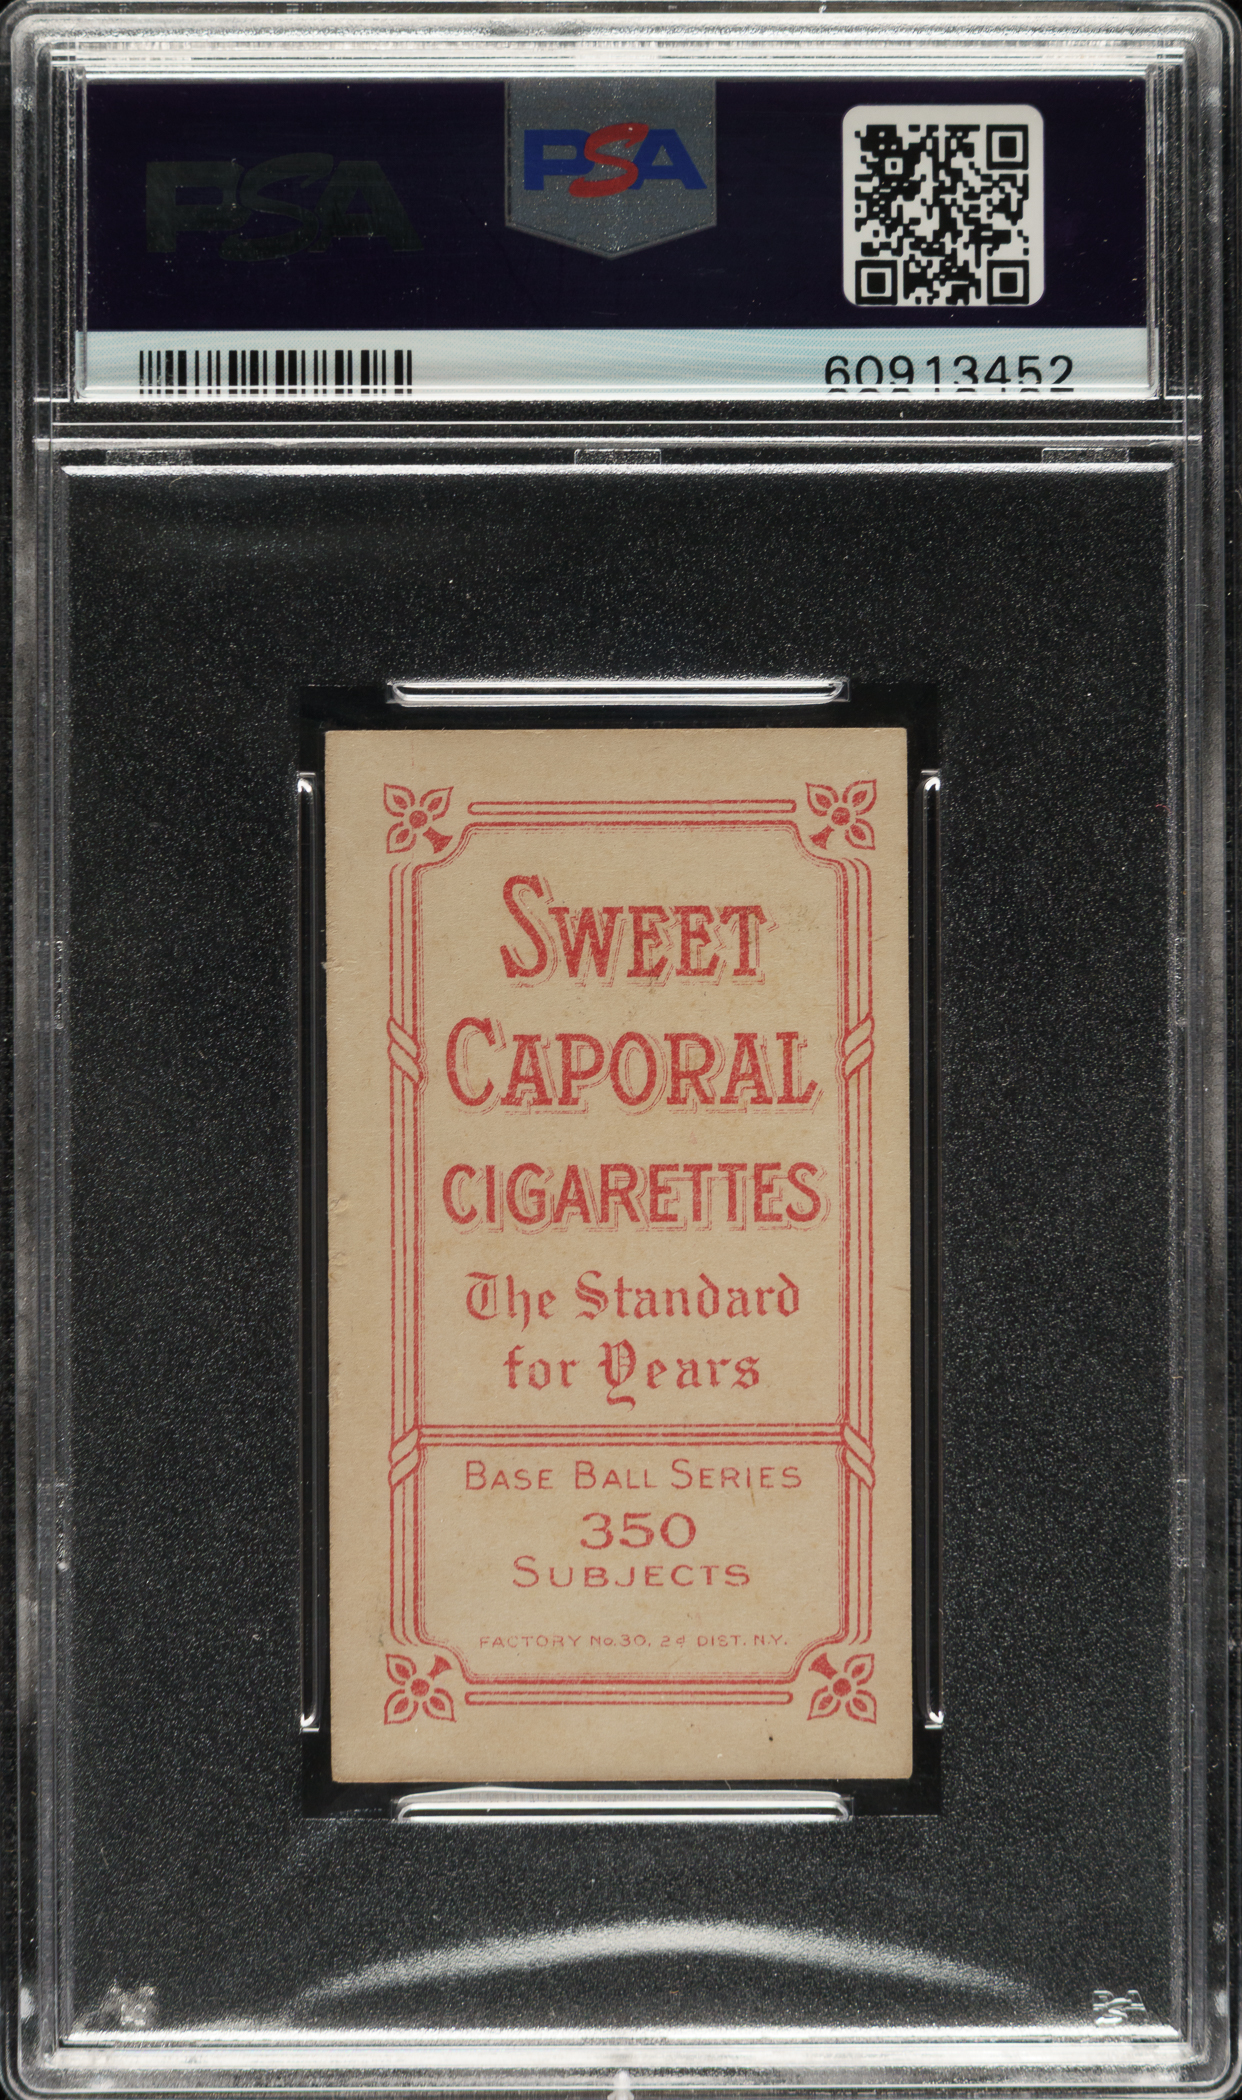 PSA
PSA
60913452
SWEET
CAPORAL
CIGARETTES
The Standard
for Years
BASE BALL SERIES
350
SUBJECTS
FACTORY No. 30, 2d DIST. N.Y.
PSA